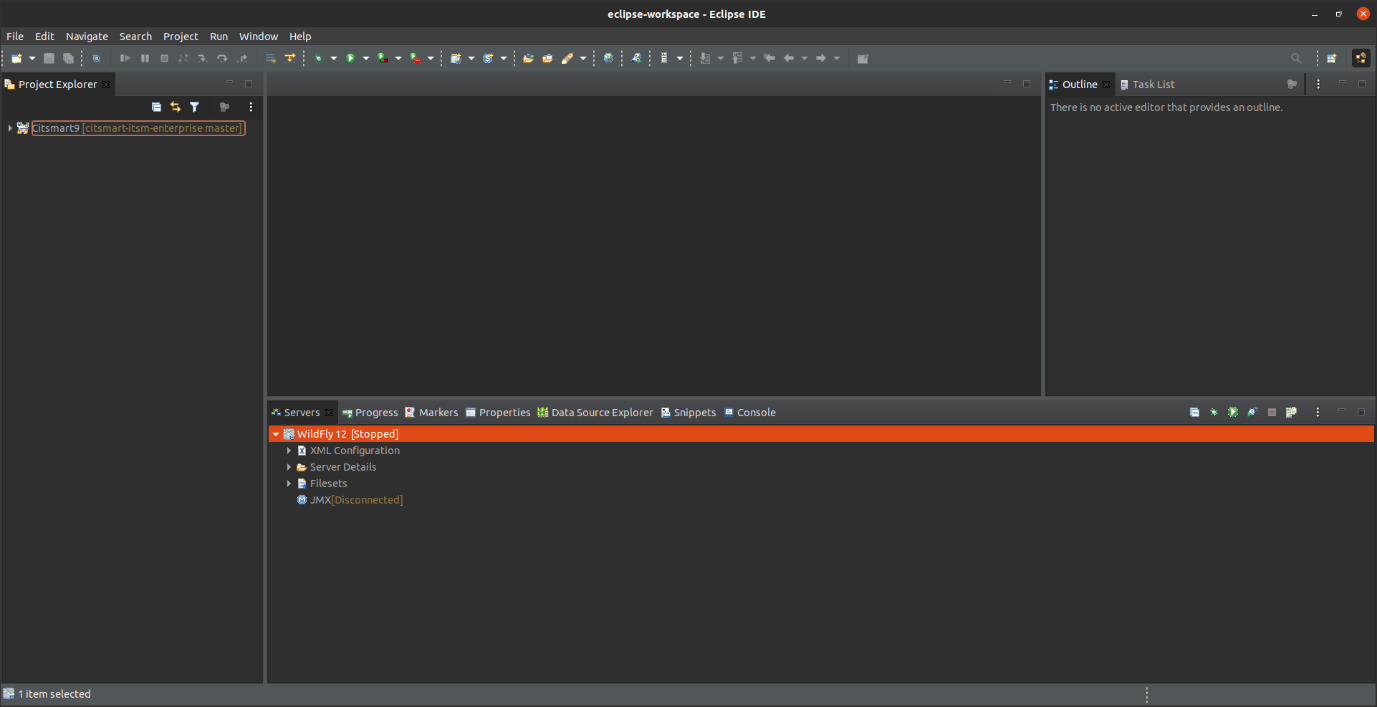 eclipse-workspace - Eclipse IDE
File Edit Navigate Search Project Run Window Help
Project Explorer
Outline Task List
There is no active editor that provides an outline.
Citsmart9 [citsmart-itsm-enterprise master]
Servers Progress Markers Properties Data Source Explorer Snippets Console
WildFly 12 [Stopped]
XML Configuration
Server Details
Filesets
JMX[Disconnected]
1 item selected